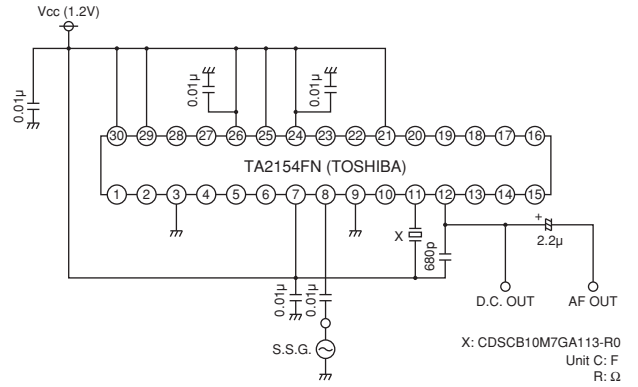 Vcc (1.2V)
0.01μ
0.01μ
0.01μ
30 29 28 27 26 25 24 23 22 21 20 19 18 17 16
TA2154FN (TOSHIBA)
1 2 3 4 5 6 7 8 9 10 11 12 13 14 15
X
680p
+
2.2μ
0.01μ
0.01μ
D.C. OUT
AF OUT
S.S.G.
X: CDSCB10M7GA113-R0
Unit C: F
R: Ω